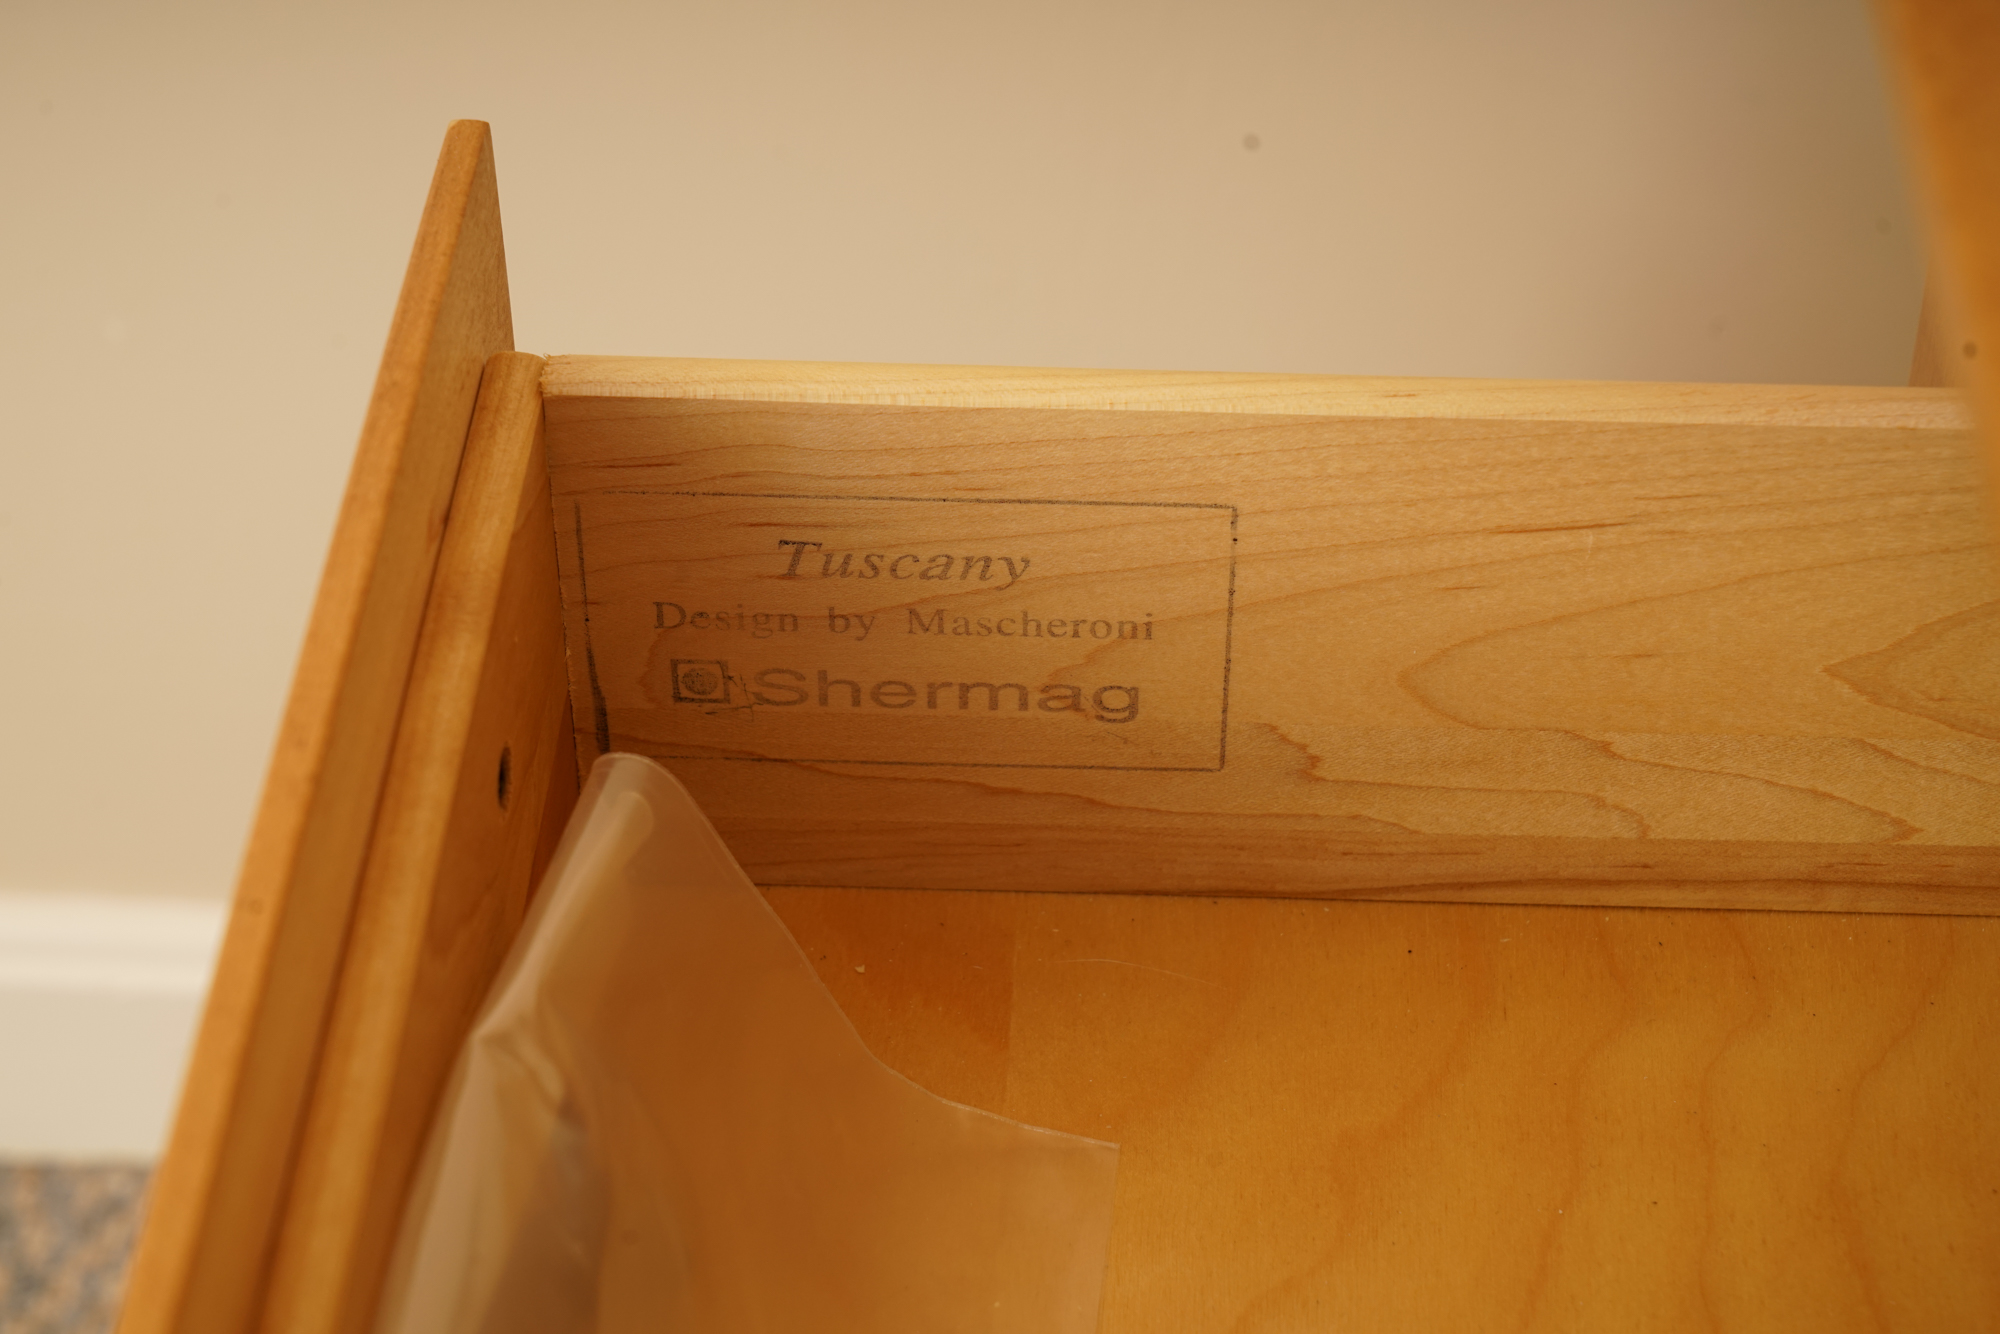 Tuscany
Design by Mascheroni
Shermag